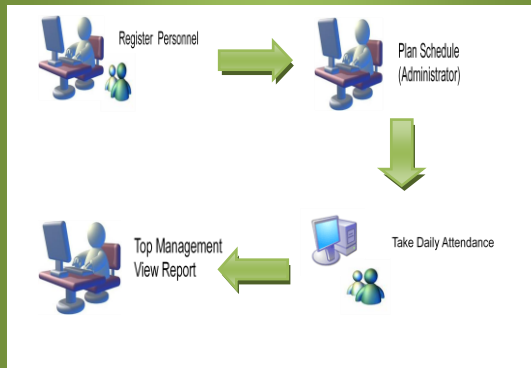 Register Personnel
Plan Schedule
(Administrator)
Take Daily Attendance
Top Management
View Report